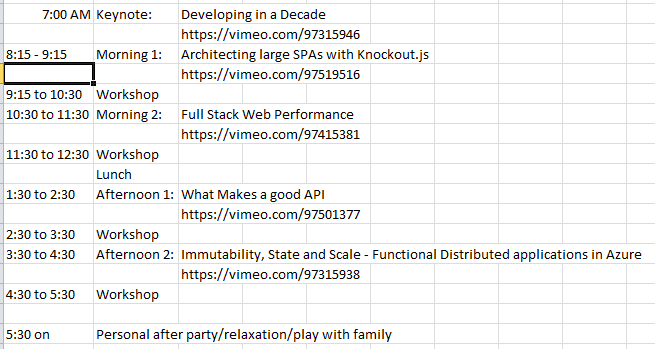 7:00 AM Keynote: Developing in a Decade
https://vimeo.com/97315946
8:15 - 9:15 Morning 1: Architecting large SPAs with Knockout.js
https://vimeo.com/97519516
9:15 to 10:30 Workshop
10:30 to 11:30 Morning 2: Full Stack Web Performance
https://vimeo.com/97415381
11:30 to 12:30 Workshop
Lunch
1:30 to 2:30 Afternoon 1: What Makes a good API
https://vimeo.com/97501377
2:30 to 3:30 Workshop
3:30 to 4:30 Afternoon 2: Immutability, State and Scale - Functional Distributed applications in Azure
https://vimeo.com/97315938
4:30 to 5:30 Workshop
5:30 on Personal after party/relaxation/play with family